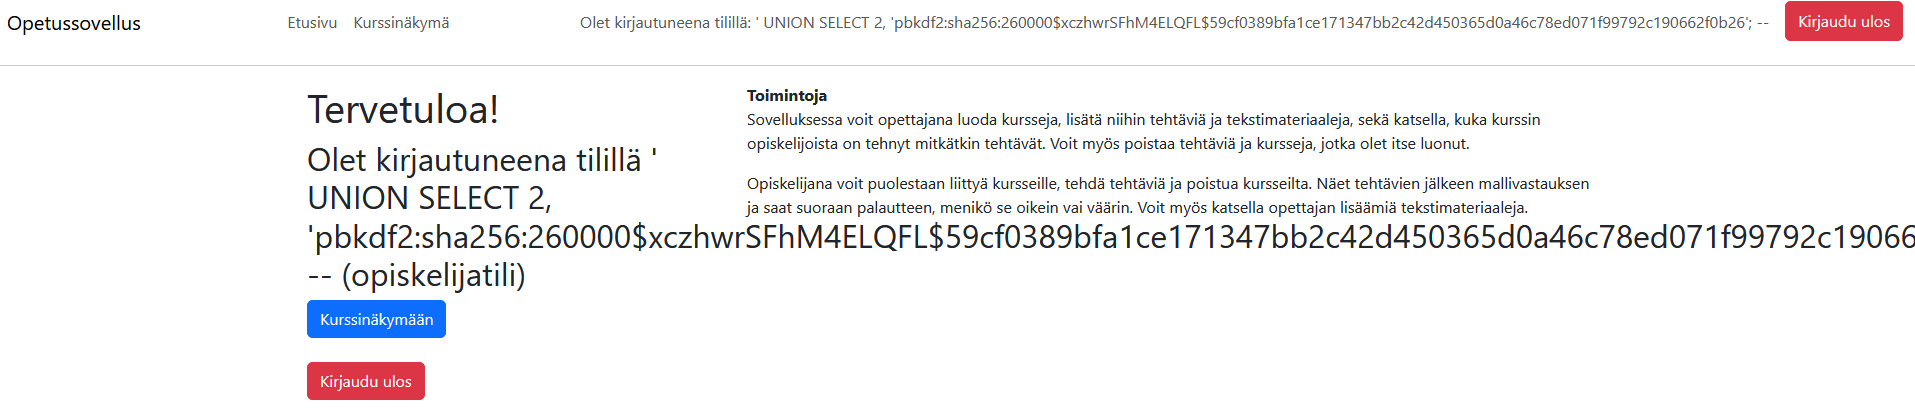 Opetussovellus
Etusivu
Kurssinäkymä
Olet kirjautuneena tilillä: ' UNION SELECT 2, 'pbkdf2:sha256:260000$xczhwrSFhM4ELQFL$59cf0389bfa1ce171347bb2c42d450365d0a46c78ed071f99792c190662f0b26'; --
Kirjaudu ulos
Tervetuloa!
Olet kirjautuneena tilillä '
UNION SELECT 2,
'pbkdf2:sha256:260000$xczhwrSFhM4ELQFL$59cf0389bfa1ce171347bb2c42d450365d0a46c78ed071f99792c19066
-- (opiskelijatili)
Kurssinäkymään
Kirjaudu ulos
Toimintoja
Sovelluksessa voit opettajana luoda kursseja, lisätä niihin tehtäviä ja tekstimateriaaleja, sekä katsella, kuka kurssin
opiskelijoista on tehnyt mitkätkin tehtävät. Voit myös poistaa tehtäviä ja kursseja, jotka olet itse luonut.
Opiskelijana voit puolestaan liittyä kursseille, tehdä tehtäviä ja poistua kursseilta. Näet tehtävien jälkeen mallivastauksen
ja saat suoraan palautteen, menikö se oikein vai väärin. Voit myös katsella opettajan lisäämiä tekstimateriaaleja.